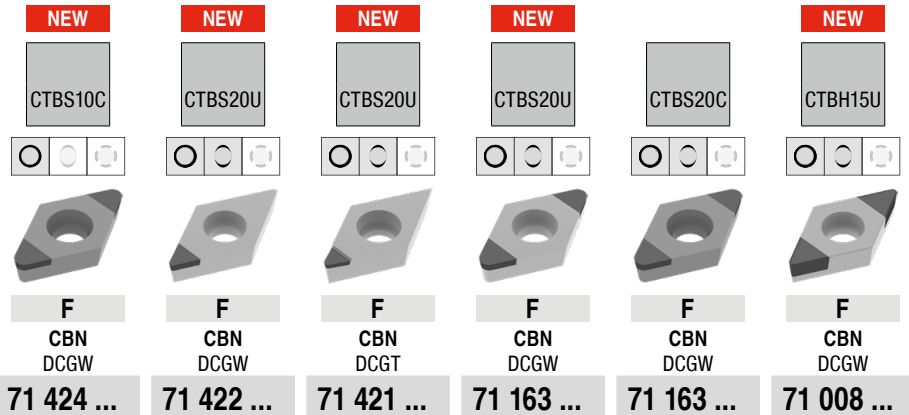 NEW NEW NEW NEW NEW
CTBS10C CTBS20U CTBS20U CTBS20U CTBS20C CTBH15U
F F F F F F
CBN CBN CBN CBN CBN CBN
DCGW DCGW DCGT DCGW DCGW DCGW
71 424 ... 71 422 ... 71 421 ... 71 163 ... 71 163 ... 71 008 ...